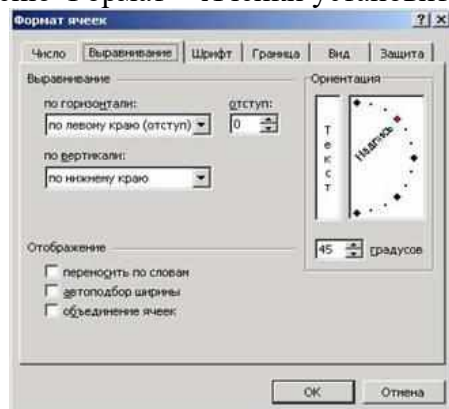 Формат ячеек
Число Выравнивание Шрифт Граница Вид Защита
Выравнивание
по горизонтали: отступ:
по левому краю (отступ) 0
по вертикали:
по нижнему краю
Ориентация
Текст
Надпись
45 градусов
Отображение
переносить по словам
автоподбор ширины
объединение ячеек
ОК Отмена